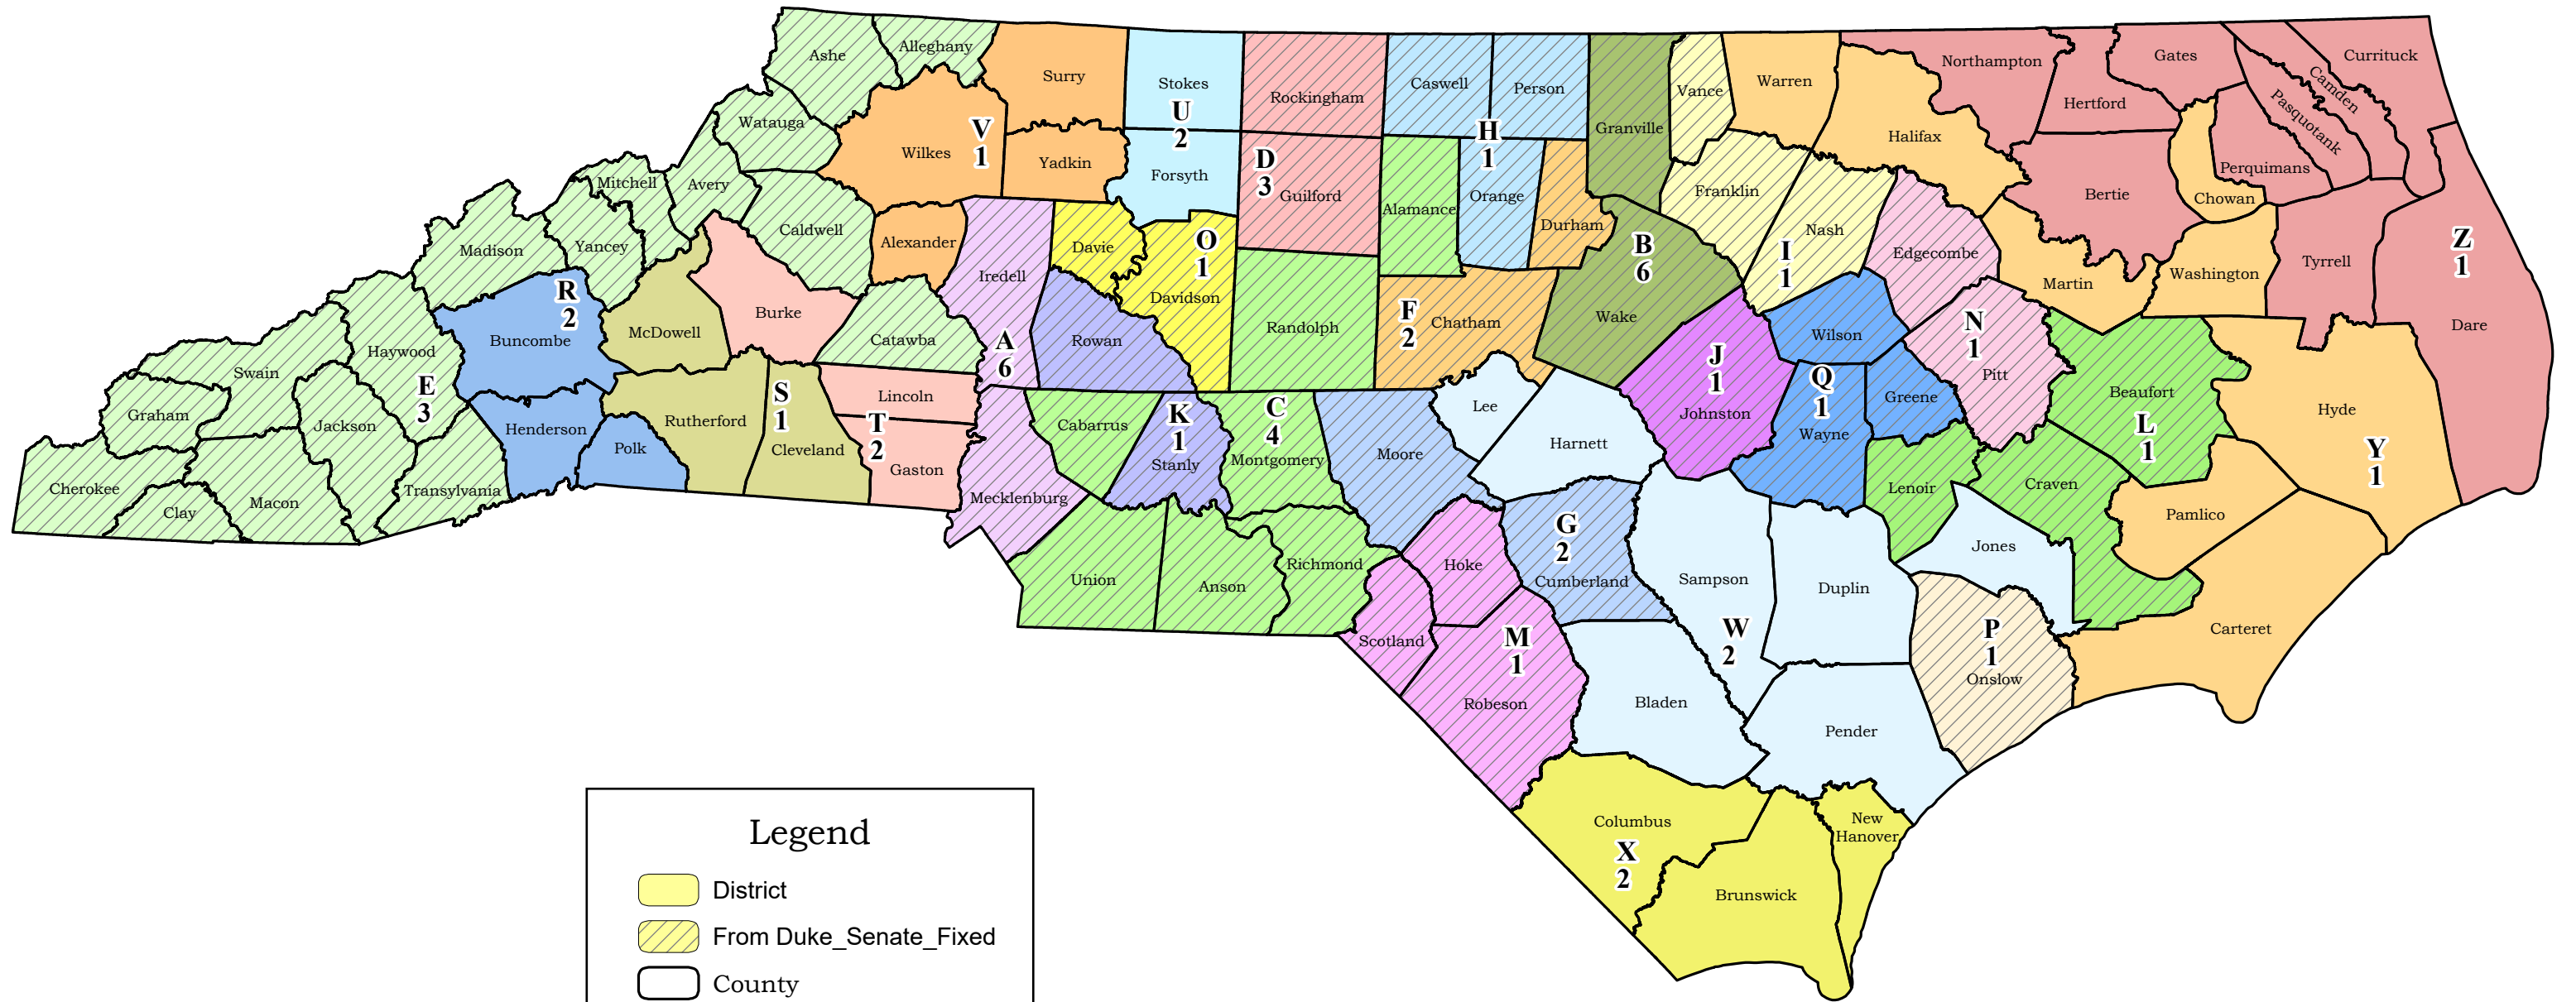 Ashe
Alleghany
Surry
Stokes
U
2
Rockingham
Caswell
Person
Granville
Vance
Warren
Northampton
Gates
Hertford
Camden
Pasquotank
Currituck
Watauga
Wilkes
V
1
Yadkin
Forsyth
D
3
Guilford
H
1
Alamance
Orange
Durham
Franklin
Halifax
Bertie
Chowan
Perquimans
Mitchell
Avery
Caldwell
Alexander
Iredell
Davie
O
1
Davidson
B
6
Wake
I
1
Nash
Edgecombe
Martin
Washington
Tyrrell
Z
1
Dare
Madison
Yancey
R
2
Buncombe
McDowell
Burke
Catawba
A
6
Rowan
Randolph
F
2
Chatham
J
1
Johnston
Wilson
N
1
Pitt
Beaufort
L
1
Hyde
Y
1
Swain
Haywood
E
3
Graham
Jackson
Henderson
Polk
Rutherford
S
1
Cleveland
Lincoln
T
2
Gaston
Cabarrus
K
1
Stanly
C
4
Montgomery
Moore
Lee
Harnett
Q
1
Wayne
Greene
Lenoir
Craven
Pamlico
Cherokee
Clay
Macon
Transylvania
Mecklenburg
Union
Anson
Richmond
Hoke
G
2
Cumberland
Sampson
Duplin
Jones
Carteret
Scotland
M
1
Robeson
W
2
Bladen
Pender
P
1
Onslow
Columbus
X
2
Brunswick
New
Hanover
Legend
District
From Duke_Senate_Fixed
County